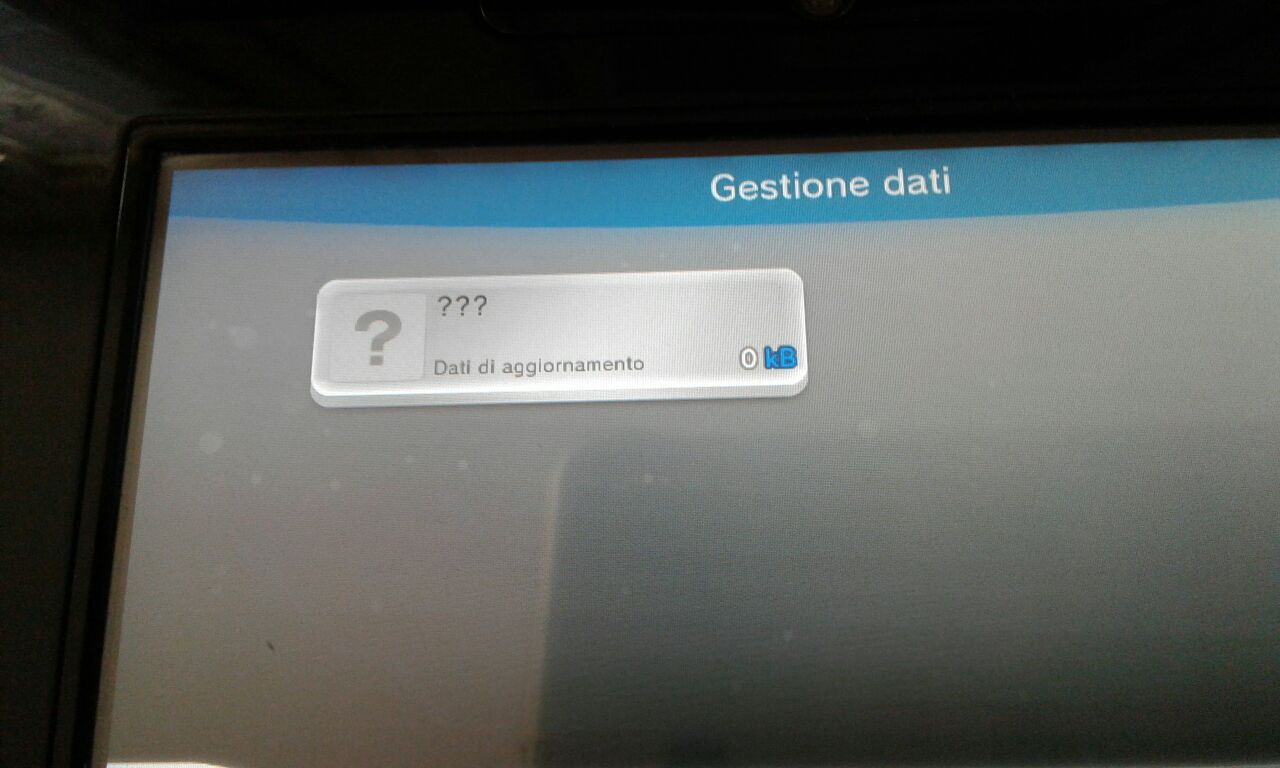 Gestione dati
???
?
Dati di aggiornamento
0 kB